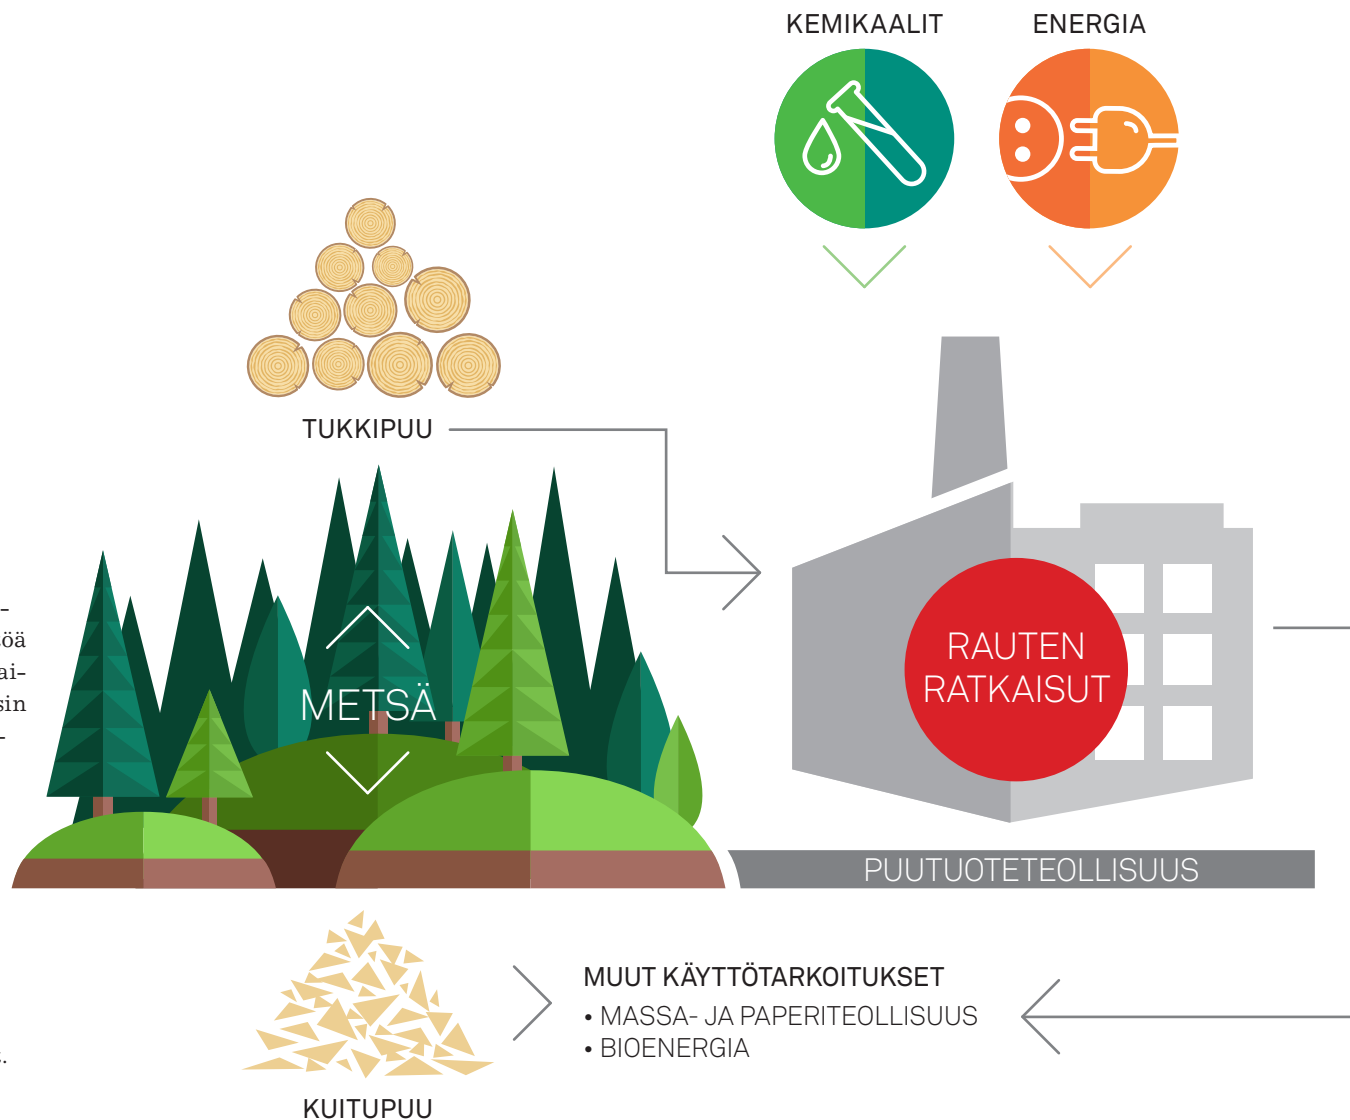 KEMIKAALIT
ENERGIA
TUKKIPUU
METSÄ
RAUTEN
RATKAISUT
PUUTUOTETEOLLISUUS
MUUT KÄYTTÖTARKOITUKSET
• MASSA- JA PAPERITEOLLISUUS
• BIOENERGIA
KUITUPUU